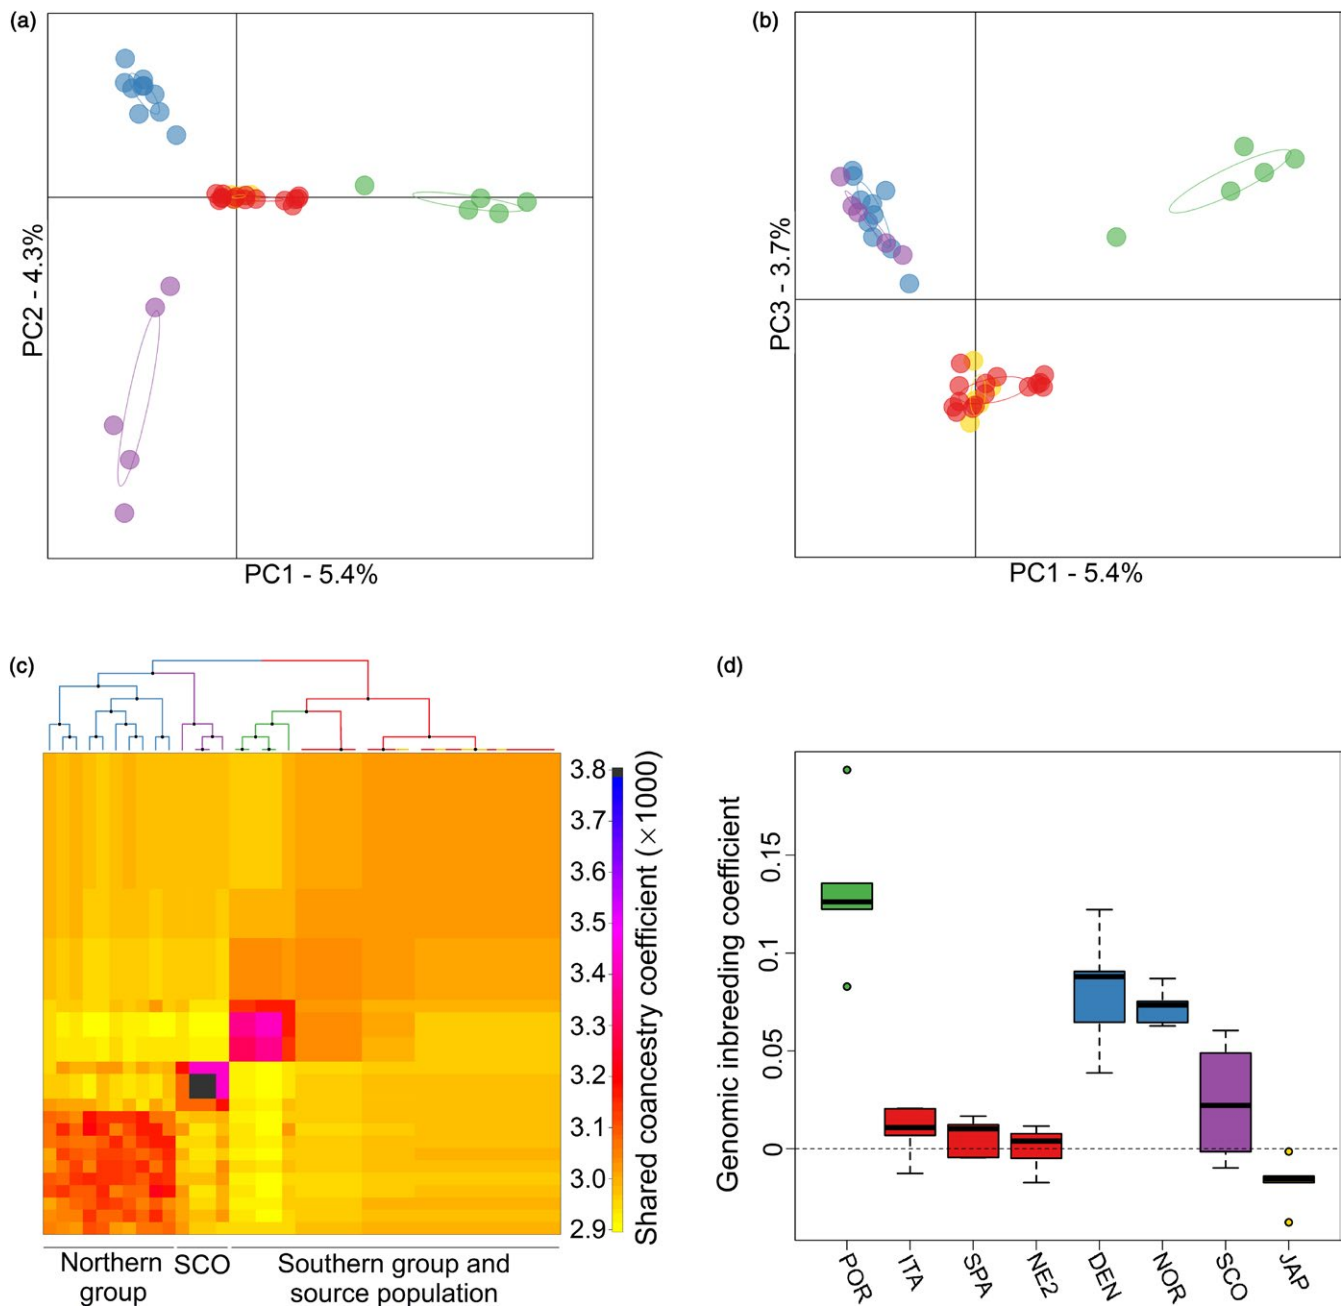 (a)
PC2 - 4.3%
PC1 - 5.4%
(b)
PC3 - 3.7%
PC1 - 5.4%
(c)
3.8
3.7
3.6
3.5
3.4
3.3
3.2
3.1
3.0
2.9
Shared coancestry coefficient (×1000)
Northern
group
SCO
Southern group and
source population
(d)
Genomic inbreeding coefficient
0.15
0.1
0.05
0
POR
ITA
SPA
NE2
DEN
NOR
SCO
JAP